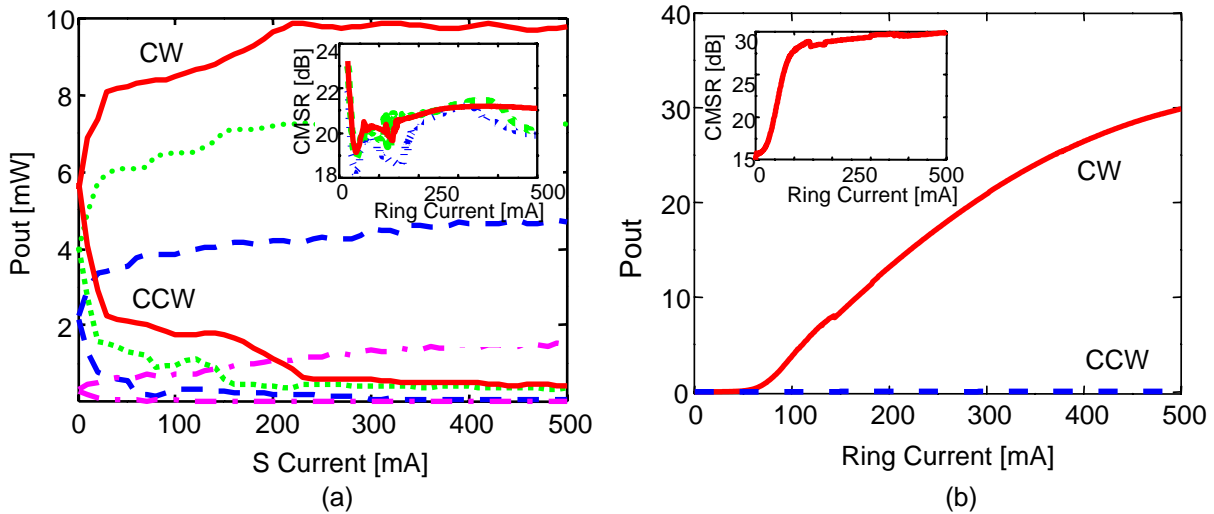 10
8
6
4
2
Pout [mW]
CW
CCW
0
100
200
300
400
500
S Current [mA]
(a)
24
22
20
18
CMSR [dB]
0
250
500
Ring Current [mA]
40
30
20
10
0
Pout
CW
CCW
0
100
200
300
400
500
Ring Current [mA]
(b)
30
25
20
15
CMSR [dB]
0
250
500
Ring Current [mA]